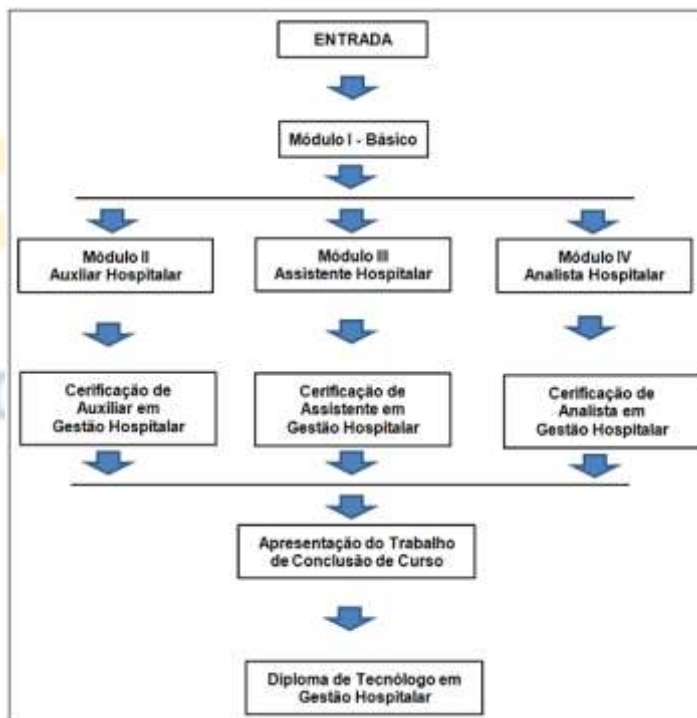 ENTRADA
Módulo I - Básico
Módulo II
Auxliar Hospitalar
Módulo III
Assistente Hospitalar
Módulo IV
Analista Hospitalar
Cerificação de
Auxiliar em
Gestão Hospitalar
Cerificação de
Assistente em
Gestão Hospitalar
Cerificação de
Analista em
Gestão Hospitalar
Apresentação do Trabalho
de Conclusão de Curso
Diploma de Tecnólogo em
Gestão Hospitalar